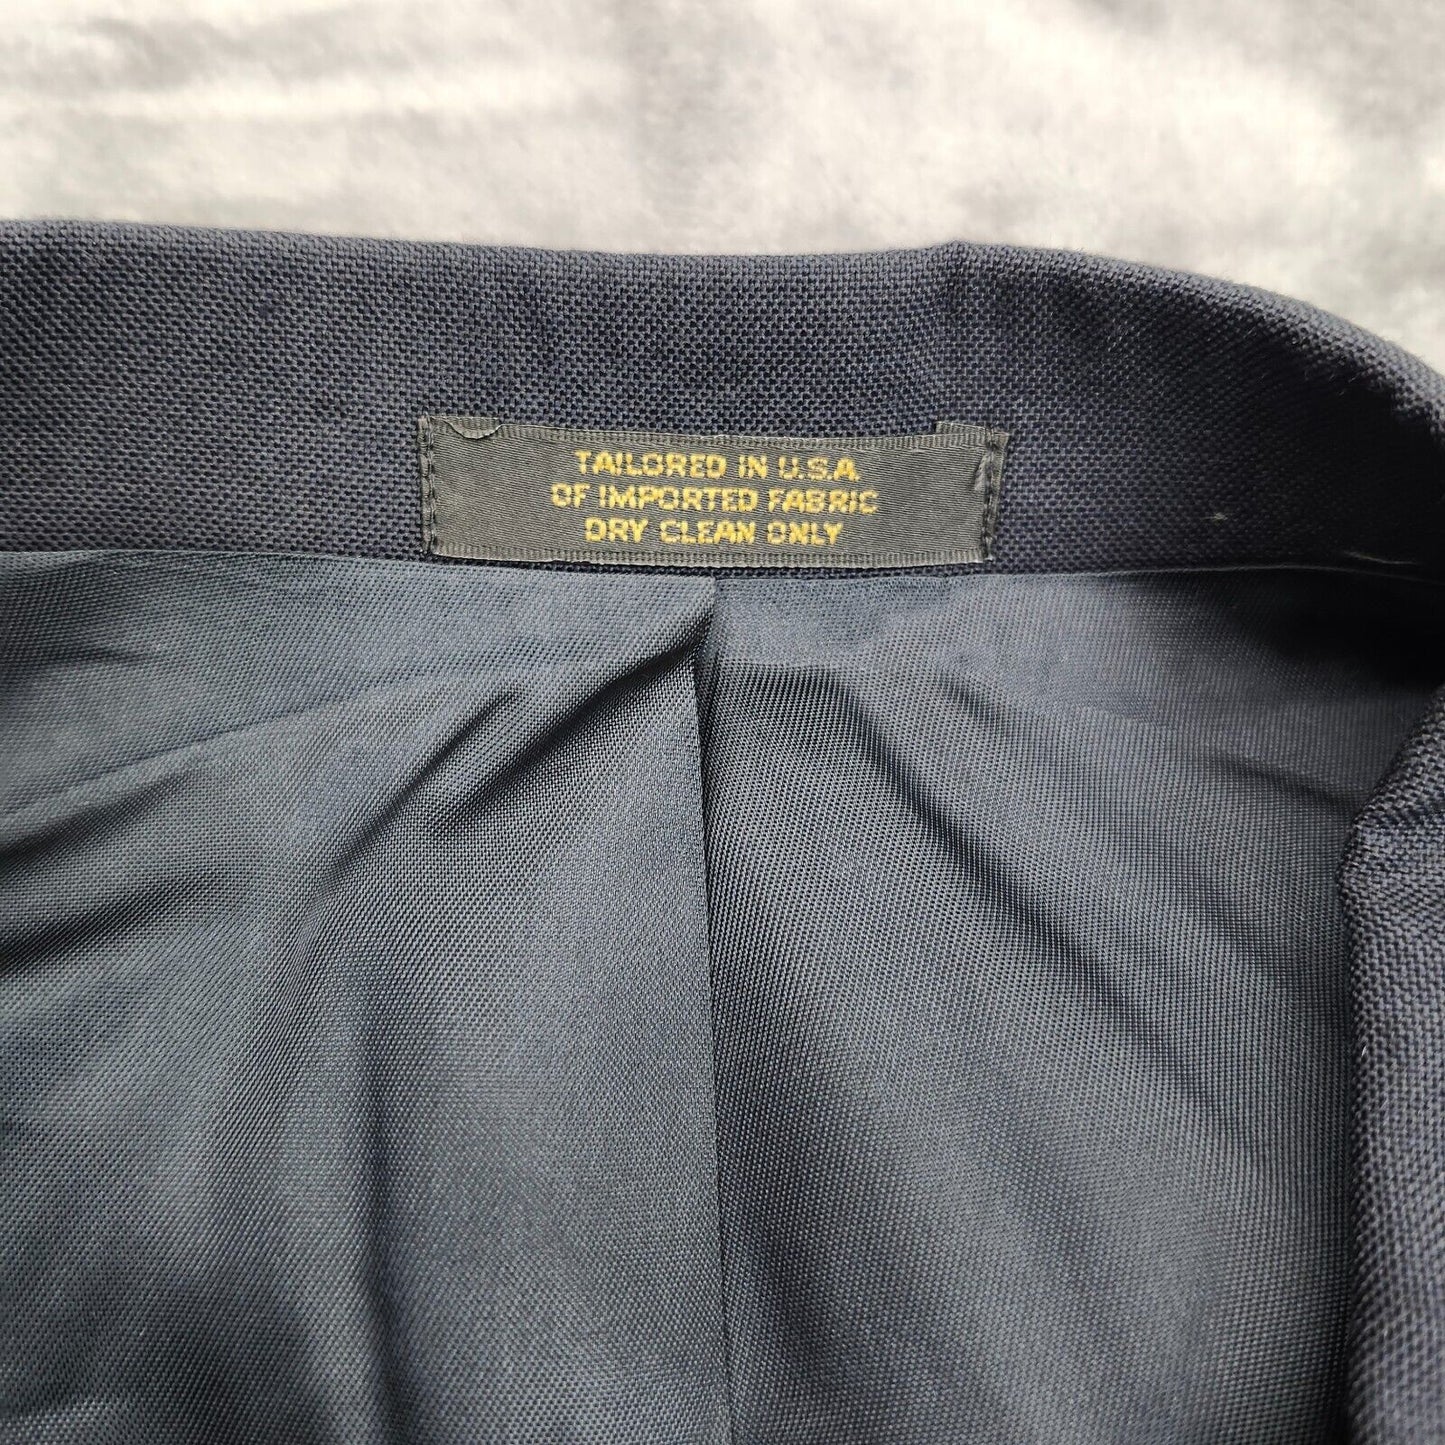 TAILORED IN U.S.A.
OF IMPORTED FABRIC
DRY CLEAN ONLY